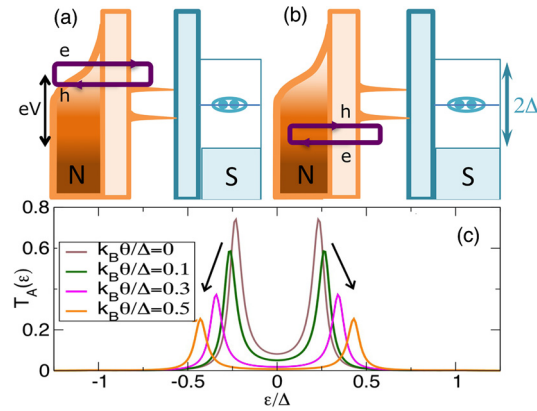 (a)
(b)
e
h
eV
N
S
h
e
N
S
2Δ
(c)
0.8
0.6
0.4
0.2
0
T_A(ε)
k_Bθ/Δ=0
k_Bθ/Δ=0.1
k_Bθ/Δ=0.3
k_Bθ/Δ=0.5
-1 -0.5 0 0.5 1
ε/Δ